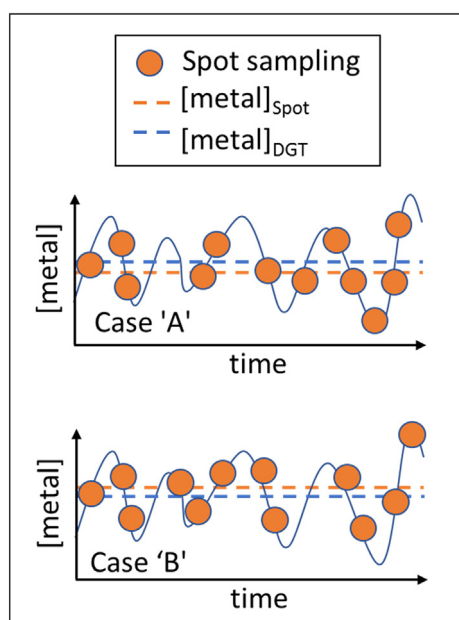 Spot sampling
[metal]Spot
[metal]DGT
[metal]
Case 'A'
time
[metal]
Case ‘B'
time